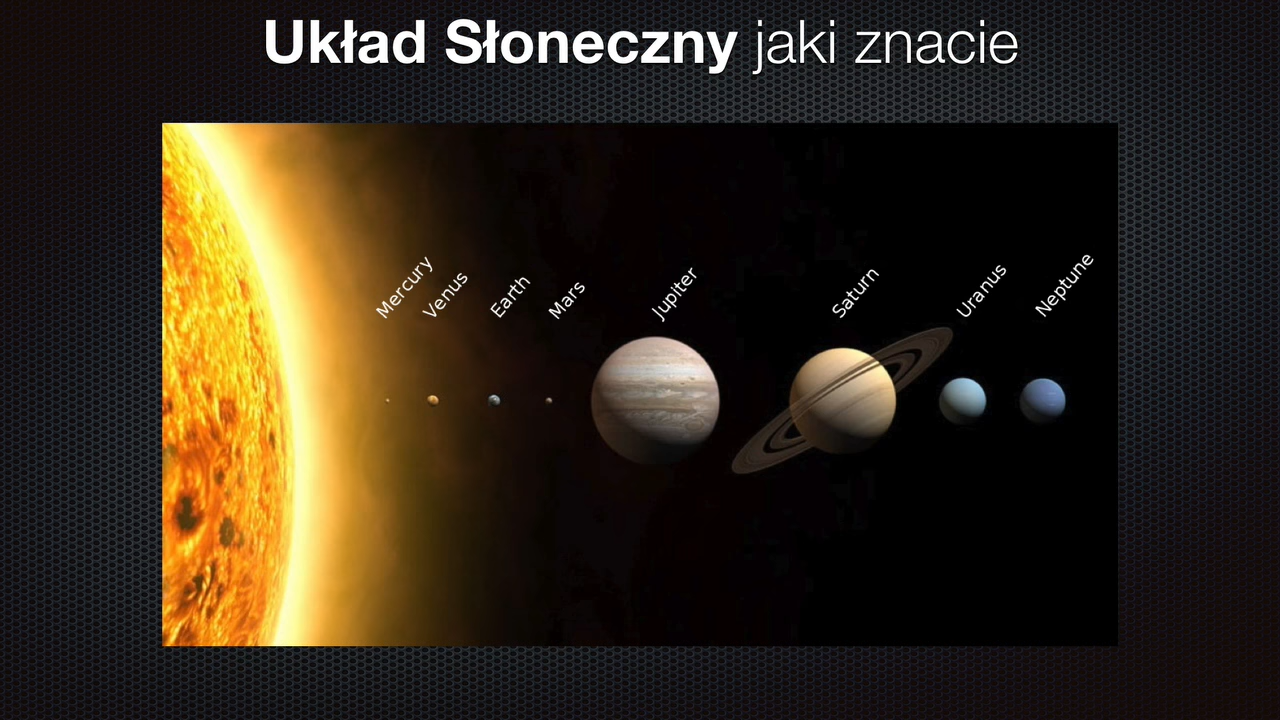 Układ Słoneczny jaki znacie
Mercury
Venus
Earth
Mars
Jupiter
Saturn
Uranus
Neptune